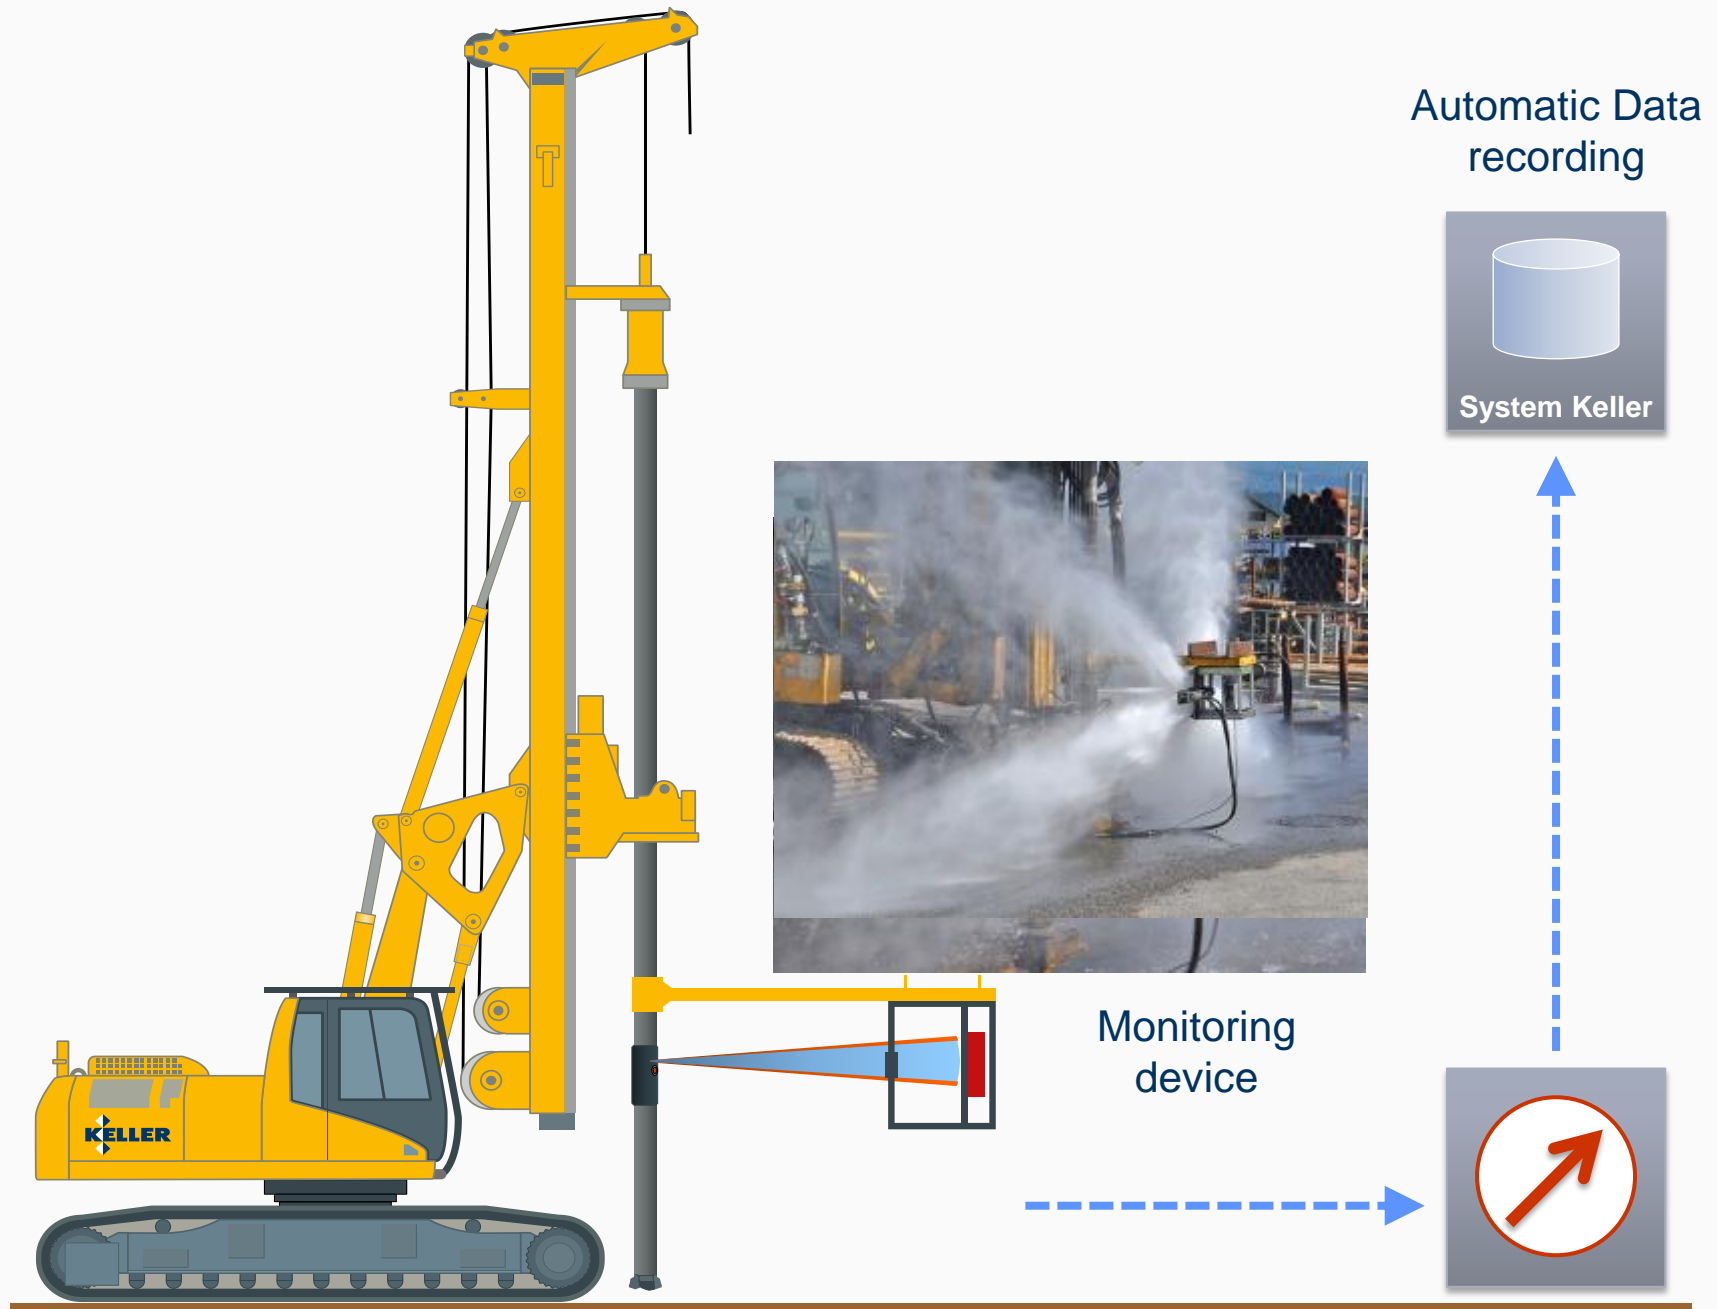 Automatic Data
recording
System Keller
Monitoring
device
KELLER